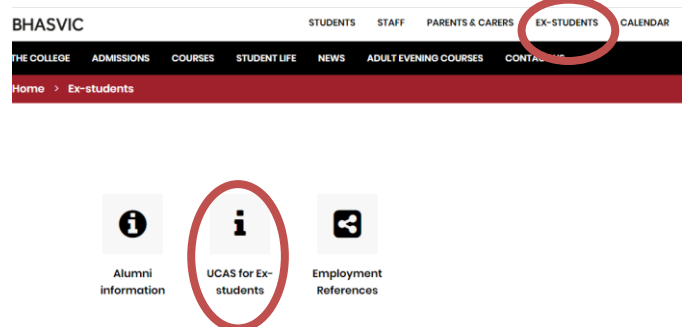 BHASVIC STUDENTS STAFF PARENTS & CARERS EX-STUDENTS CALENDAR
THE COLLEGE ADMISSIONS COURSES STUDENT LIFE NEWS ADULT EVENING COURSES
Home > Ex-students
Alumni information
UCAS for Ex-students
Employment References